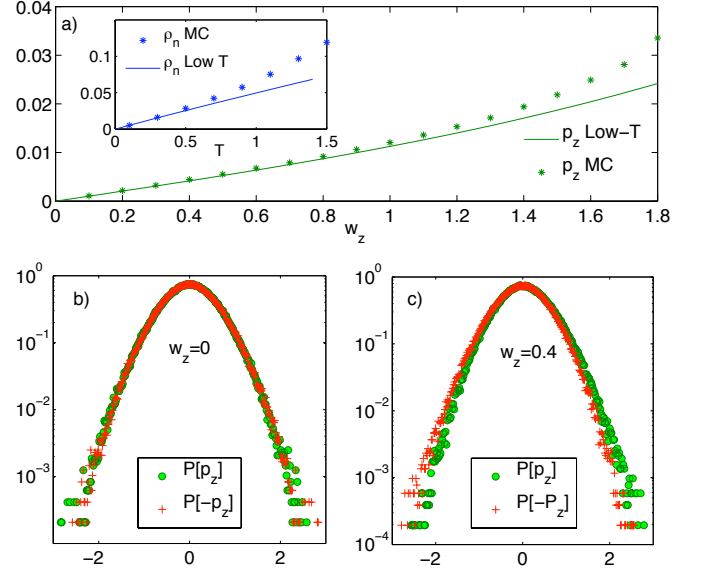 a)
0.04
0.03
0.02
0.01
0
ρn MC
ρn Low T
0.1
0.05
0
0 0.5 1 1.5
T
pz Low−T
pz MC
0 0.2 0.4 0.6 0.8 1 1.2 1.4 1.6 1.8
wz
b)
10^0
10^−1
10^−2
10^−3
wz=0
P[pz]
P[-pz]
−2 0 2
c)
10^0
10^−1
10^−2
10^−3
10^−4
wz=0.4
P[pz]
P[-Pz]
−2 0 2